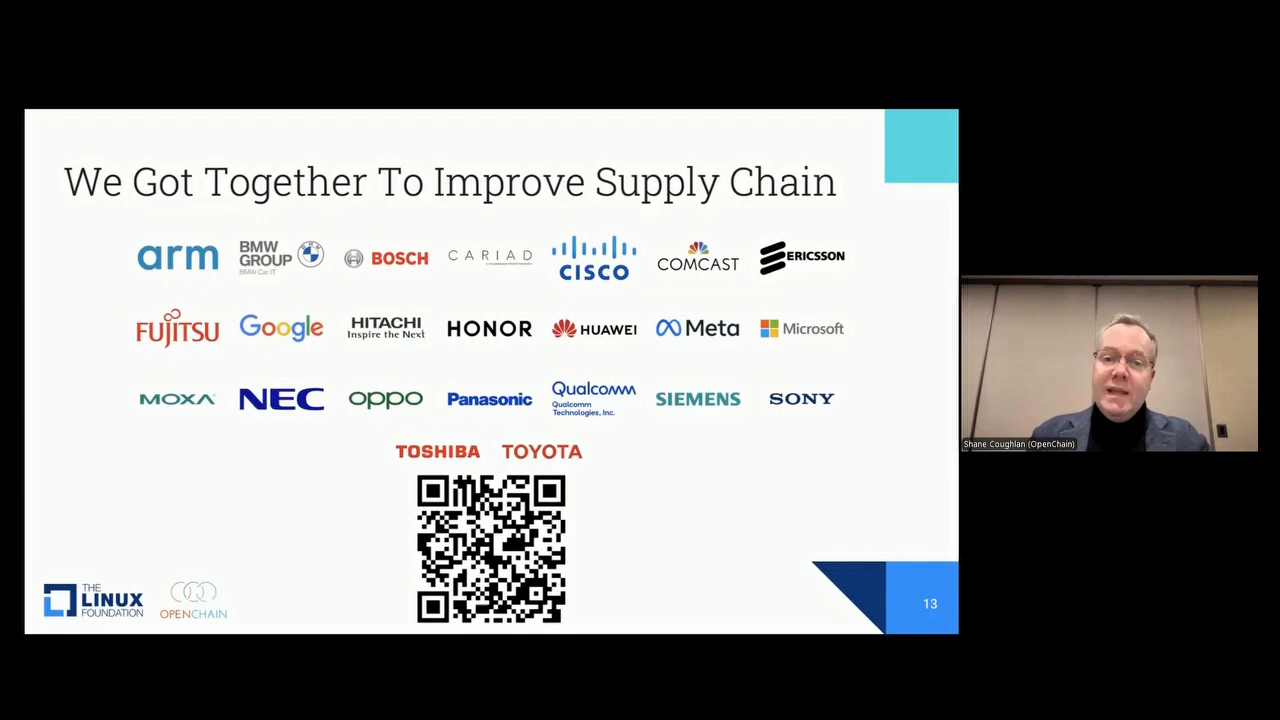 We Got Together To Improve Supply Chain
arm BMW GROUP BMW Car IT BOSCH CARIAD CISCO COMCAST ERICSSON
FUJITSU Google HITACHI Inspire the Next HONOR HUAWEI Meta Microsoft
MOXA NEC oppo Panasonic Qualcomm Qualcomm Technologies, Inc. SIEMENS SONY
TOSHIBA TOYOTA
THE LINUX FOUNDATION OPENCHAIN
13
Shane Coughlan (OpenChain)